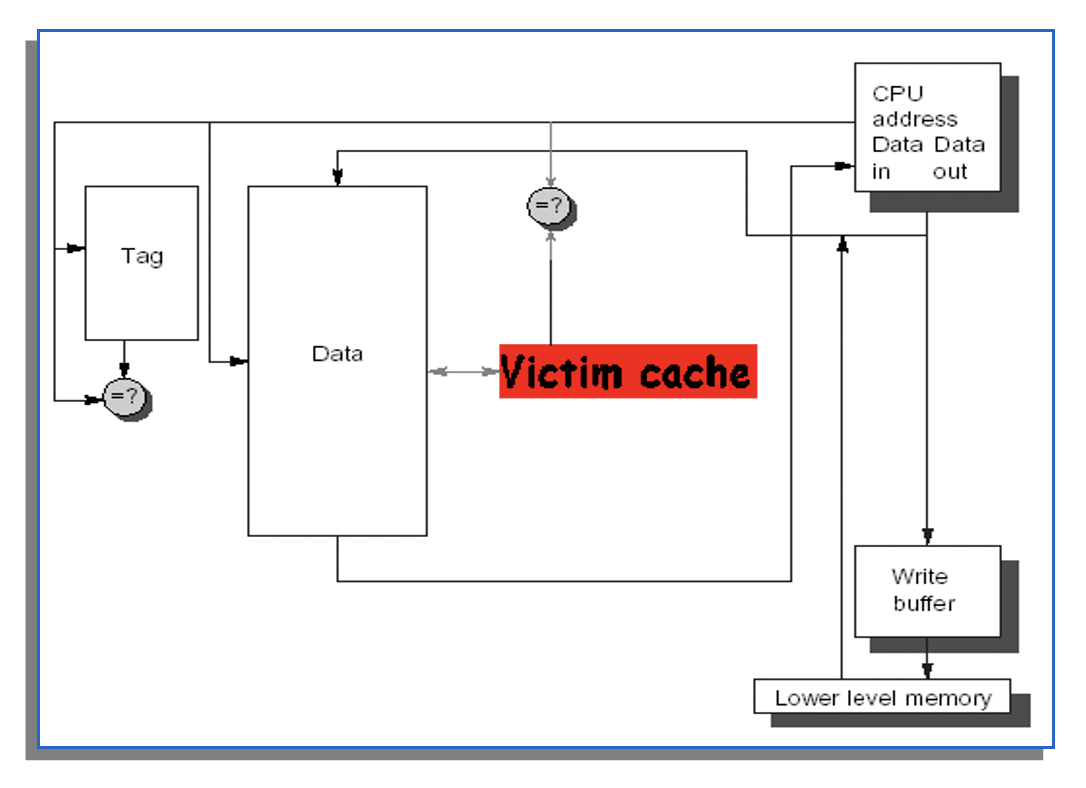 CPU
address
Data Data
in out
=?
Tag
Data
Victim cache
=?
Write
buffer
Lower level memory